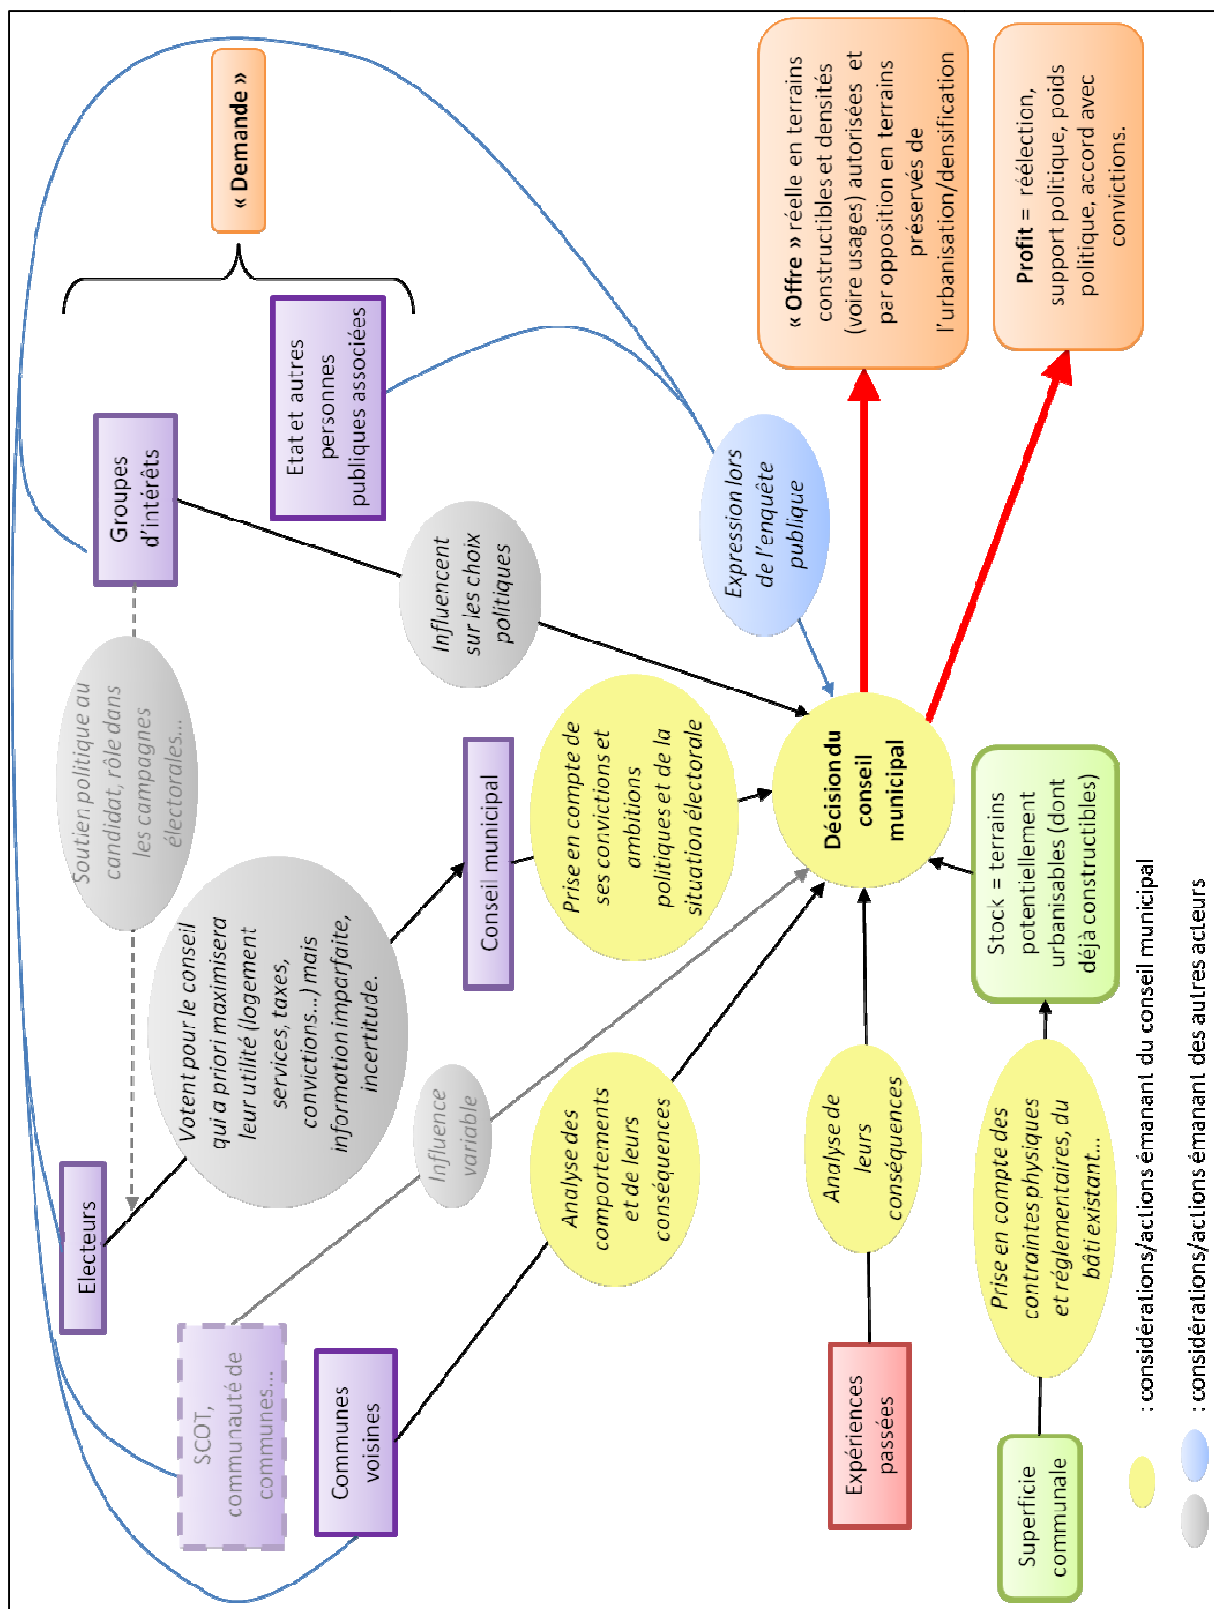 « Demande »
Electeurs
Votent pour le conseil
qui a priori maximisera
leur utilité (logement
services, taxes,
convictions...) mais
information imparfaite,
incertitude.
Soutien politique au
candidat, rôle dans
les campagnes
électorales...
Groupes
d'intérêts
SCOT,
communauté de
communes...
Etat et autres
personnes
publiques associées
Communes
voisines
Influence
variable
Conseil municipal
Influencent
sur les choix
politiques
Analyse des
comportements
et de leurs
conséquences
Prise en compte de
ses convictions et
ambitions
politiques et de la
situation électorale
Expression lors
de l'enquête
publique
Expériences
passées
Analyse de
leurs
conséquences
Décision du
conseil
municipal
« Offre » réelle en terrains
constructibles et densités
(voire usages) autorisées et
par opposition en terrains
préservés de
l'urbanisation/densification
Superficie
communale
Prise en compte des
contraintes physiques
et réglementaires, du
bâti existant...
Stock = terrains
potentiellement
urbanisables (dont
déjà constructibles)
Profit = réélection,
support politique, poids
politique, accord avec
convictions.
: considérations/actions émanant du conseil municipal
: considérations/actions émanant des autres acteurs